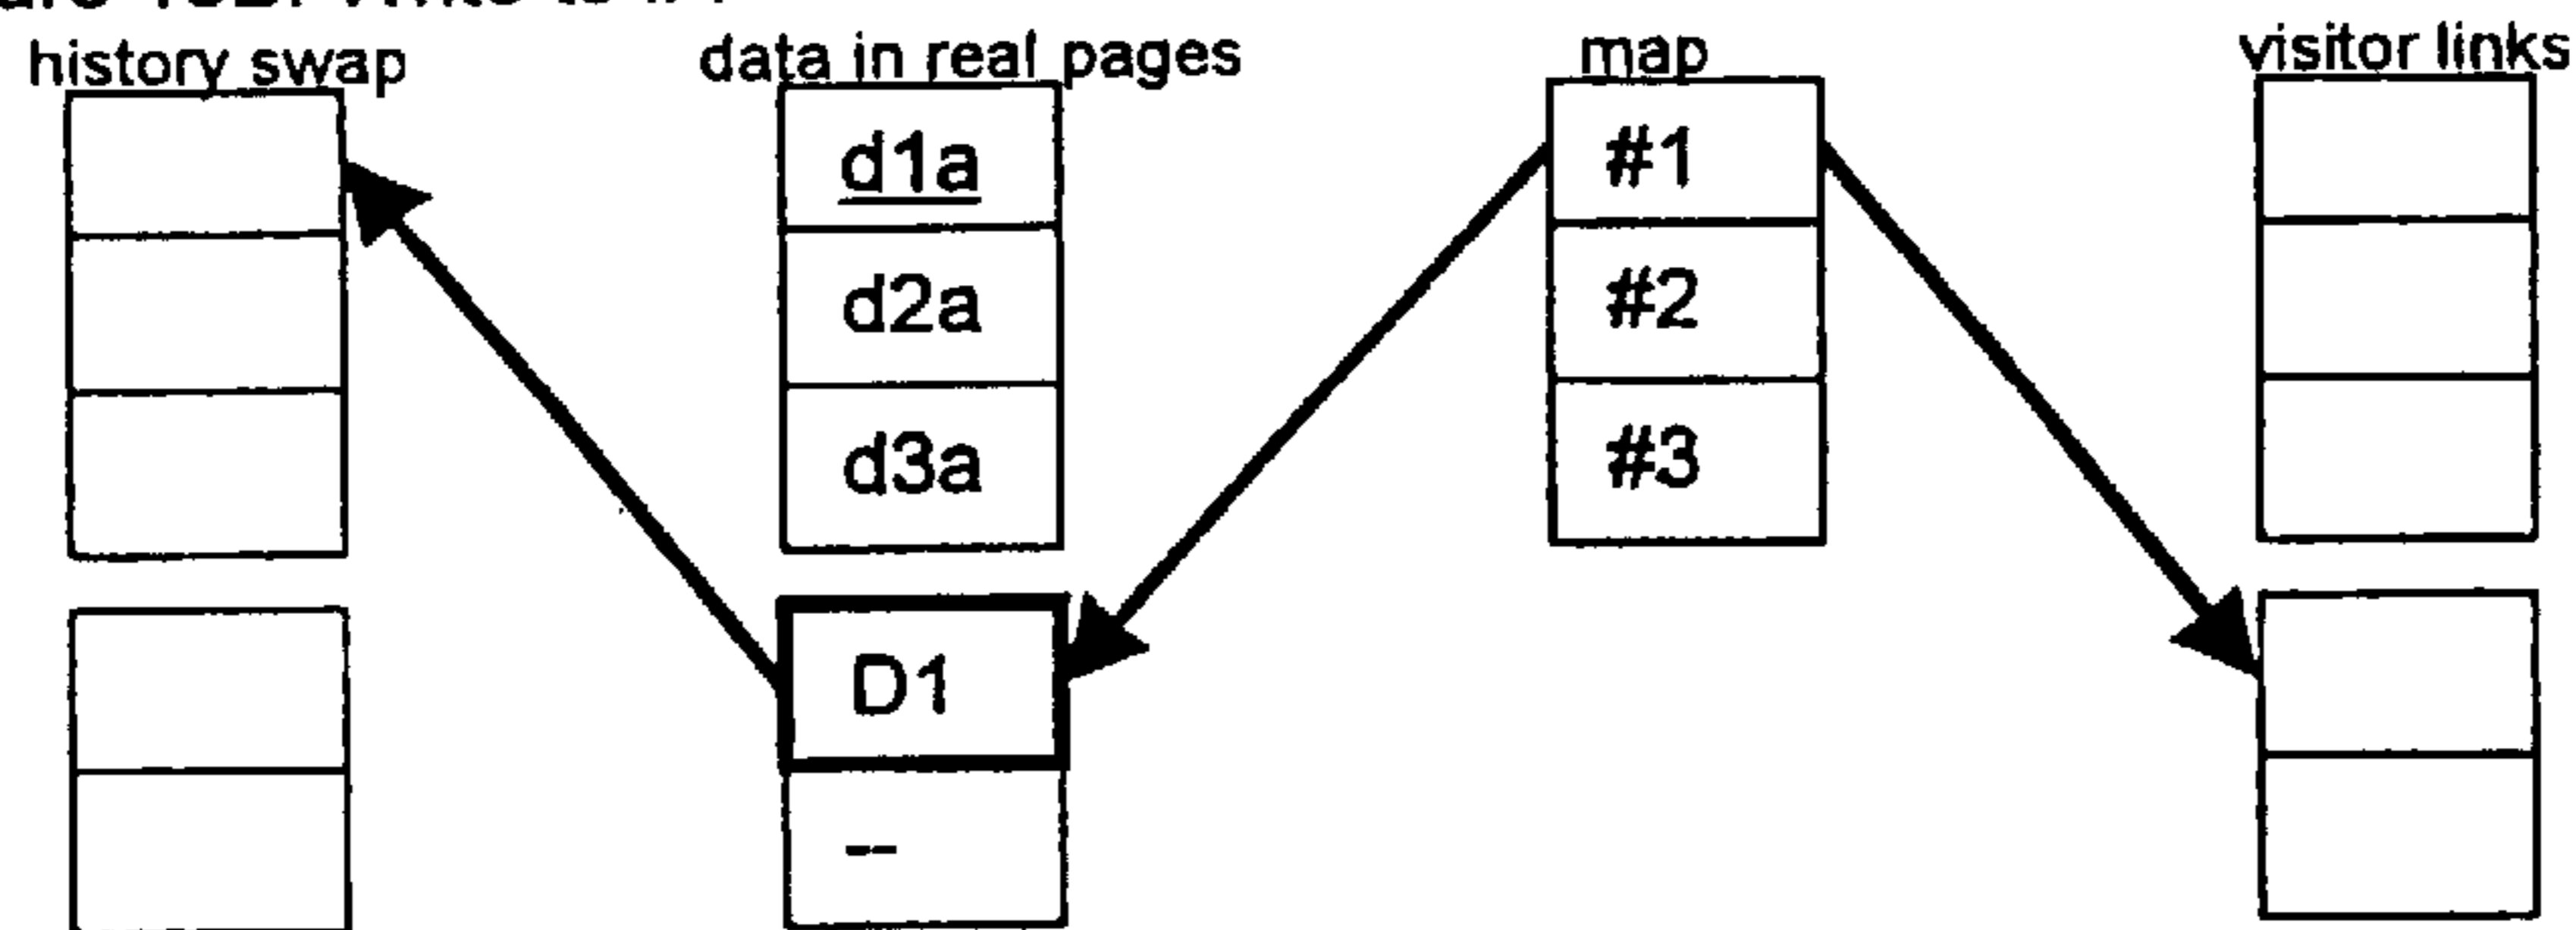 history swap
data in real pages
map
visitor links
d1a
#1
d2a
#2
d3a
#3
D1
--